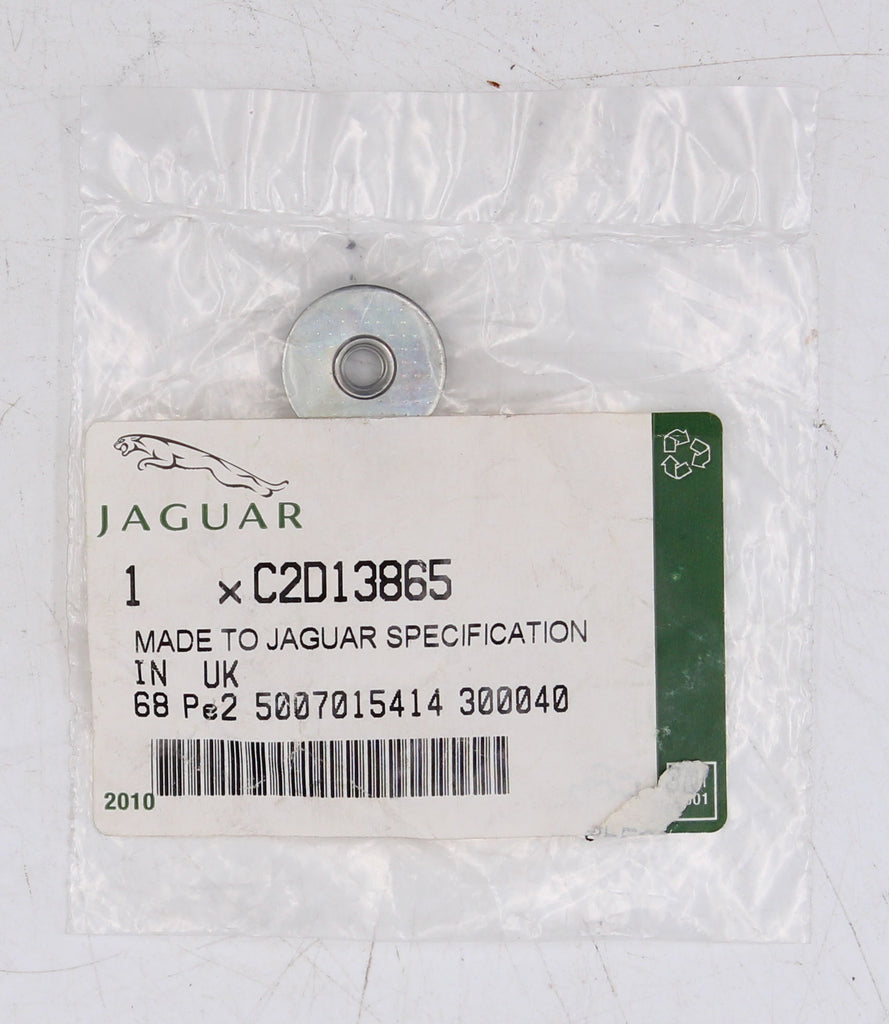 JAGUAR
1 x C2D13865
MADE TO JAGUAR SPECIFICATION
IN UK
68 Pe2 5007015414 300040
2010